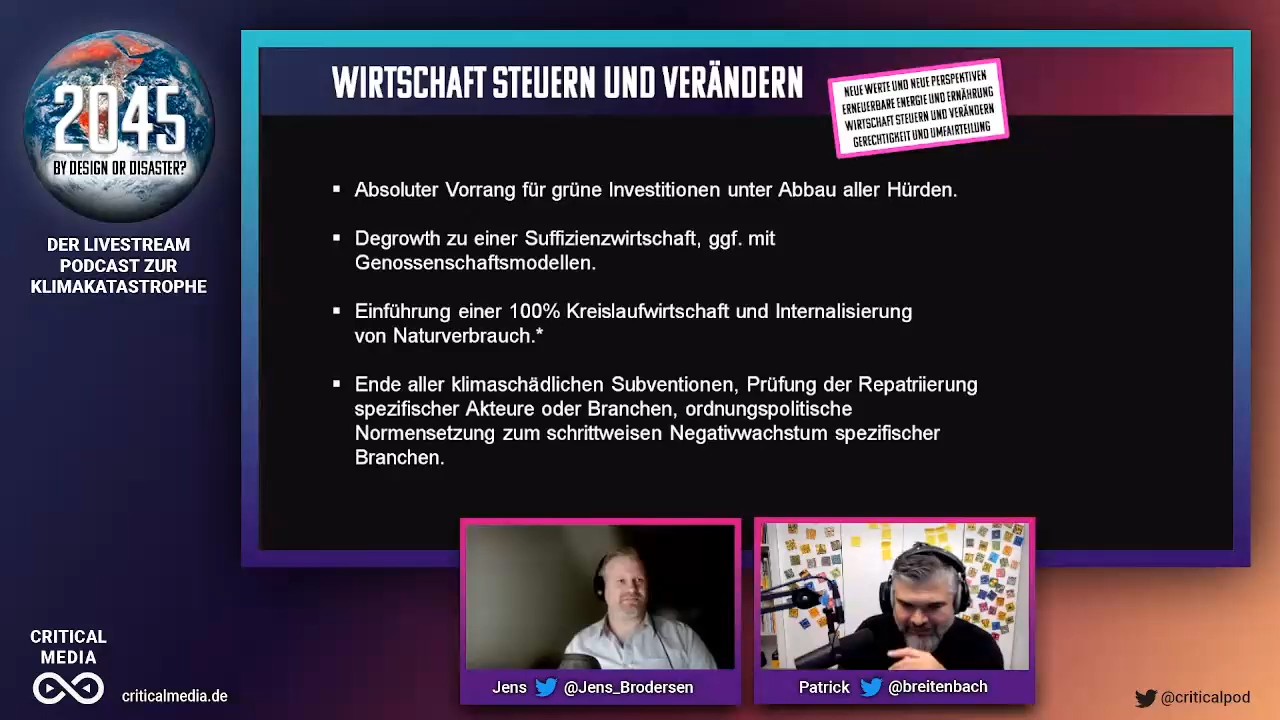 2045
BY DESIGN OR DISASTER?
DER LIVESTREAM
PODCAST ZUR
KLIMAKATASTROPHE
WIRTSCHAFT STEUERN UND VERÄNDERN
NEUE WERTE UND NEUE PERSPEKTIVEN
ERNEUERBARE ENERGIE UND ERNÄHRUNG
WIRTSCHAFT STEUERN UND VERÄNDERN
GERECHTIGKEIT UND UMFAIRTEILUNG
▪ Absoluter Vorrang für grüne Investitionen unter Abbau aller Hürden.
▪ Degrowth zu einer Suffizienzwirtschaft, ggf. mit
Genossenschaftsmodellen.
▪ Einführung einer 100% Kreislaufwirtschaft und Internalisierung
von Naturverbrauch.*
▪ Ende aller klimaschädlichen Subventionen, Prüfung der Repatriierung
spezifischer Akteure oder Branchen, ordnungspolitische
Normensetzung zum schrittweisen Negativwachstum spezifischer
Branchen.
Jens @Jens_Brodersen
Patrick @breitenbach
CRITICAL
MEDIA
criticalmedia.de
@criticalpod